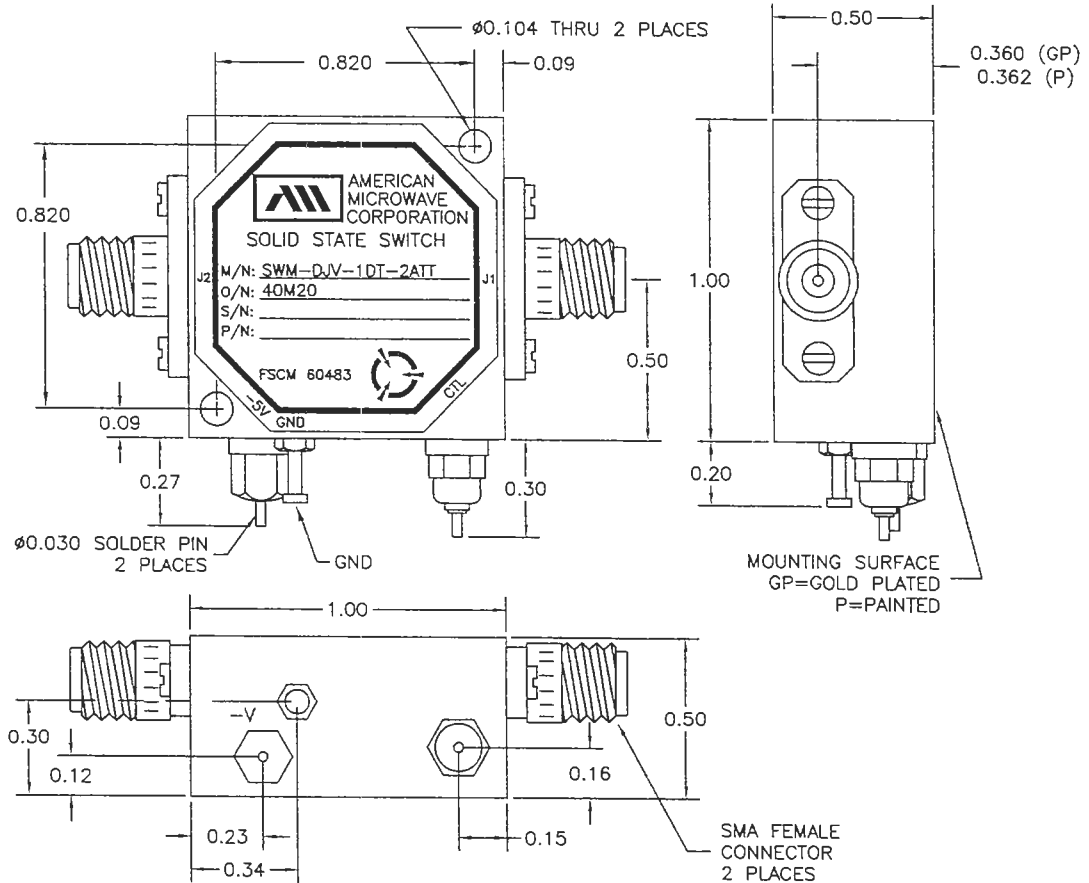 Ø0.104 THRU 2 PLACES
0.820
0.09
0.50
0.360 (GP)
0.362 (P)
0.820
AMERICAN
MICROWAVE
CORPORATION
SOLID STATE SWITCH
J2
M/N: SWM-DJV-1DT-2ATT
J1
O/N: 40M20
S/N:
P/N:
FSCM 60483
-5V
GND
CTL
1.00
0.50
0.09
0.27
0.30
0.20
Ø0.030 SOLDER PIN
2 PLACES
GND
MOUNTING SURFACE
GP=GOLD PLATED
P=PAINTED
1.00
-V
0.30
0.12
0.50
0.16
0.23
0.15
0.34
SMA FEMALE
CONNECTOR
2 PLACES